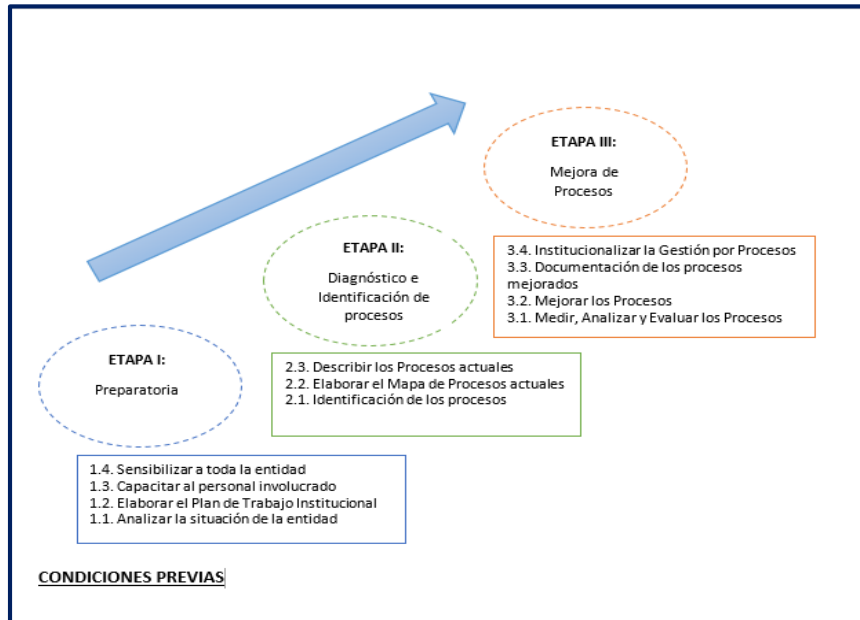 ETAPA III:
Mejora de
Procesos
3.4. Institucionalizar la Gestión por Procesos
3.3. Documentación de los procesos
mejorados
3.2. Mejorar los Procesos
3.1. Medir, Analizar y Evaluar los Procesos
ETAPA II:
Diagnóstico e
Identificación de
procesos
2.3. Describir los Procesos actuales
2.2. Elaborar el Mapa de Procesos actuales
2.1. Identificación de los procesos
ETAPA I:
Preparatoria
1.4. Sensibilizar a toda la entidad
1.3. Capacitar al personal involucrado
1.2. Elaborar el Plan de Trabajo Institucional
1.1. Analizar la situación de la entidad
CONDICIONES PREVIAS